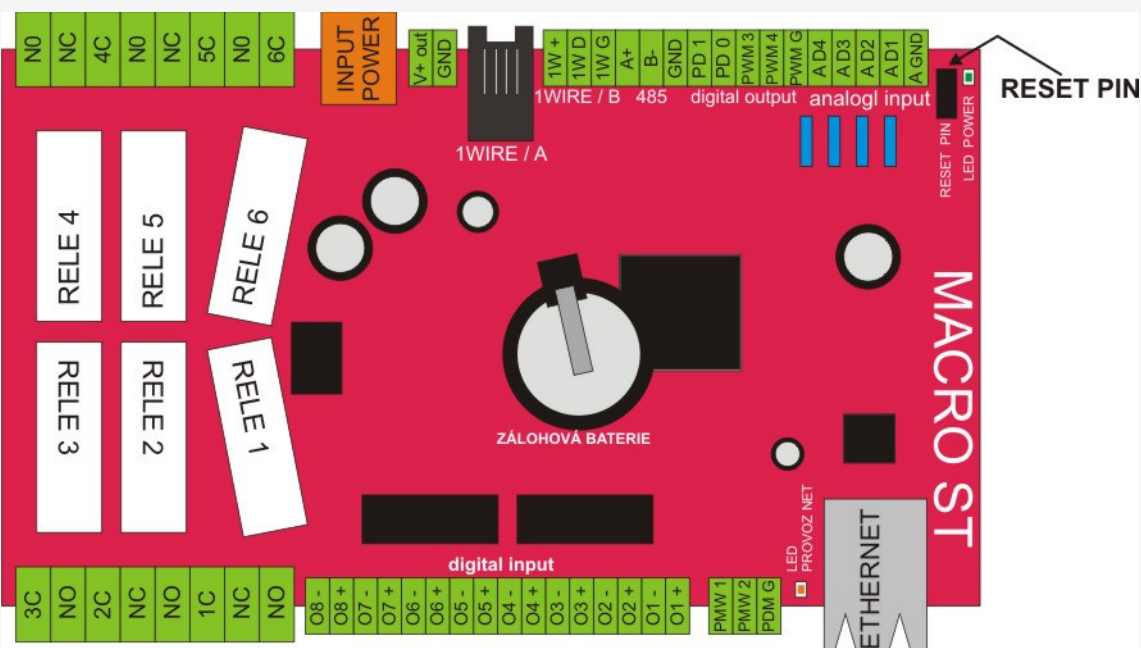 N0
NC
4C
N0
NC
5C
N0
6C
INPUT
POWER
V+ out
GND
1W +
1W D
1W G
A+
B-
GND
PD 1
PD 0
PWM 3
PWM 4
PWM G
A D4
A D3
A D2
A D1
A GND
1WIRE / B
485
digital output
analogl input
1WIRE / A
RESET PIN
LED POWER
RESET PIN
RELE 4
RELE 5
RELE 6
RELE 3
RELE 2
RELE 1
ZÁLOHOVÁ BATERIE
MACRO ST
digital input
LED
PROVOZ NET
ETHERNET
3C
NO
2C
NC
NO
1C
NC
NO
O8 -
O8 +
O7 -
O7 +
O6 -
O6 +
O5 -
O5 +
O4 -
O4 +
O3 -
O3 +
O2 -
O2 +
O1 -
O1 +
PMW 1
PMW 2
PDM G